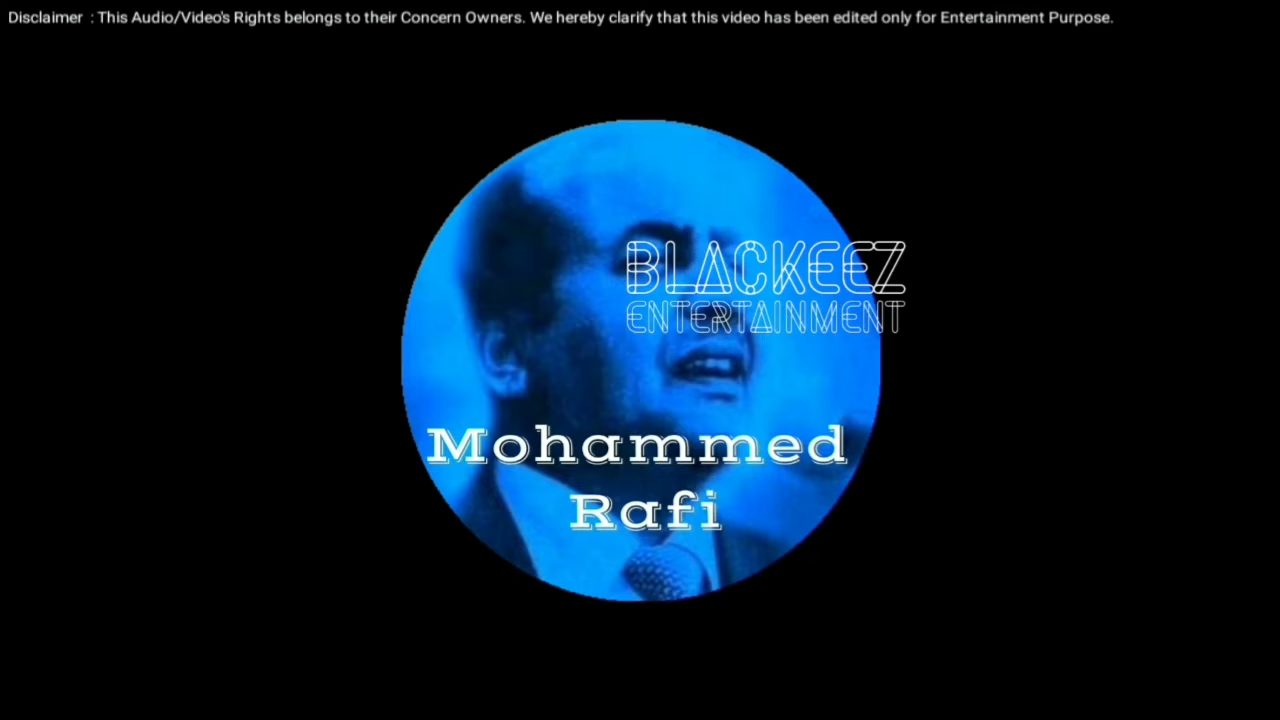 Disclaimer : This Audio/Video's Rights belongs to their Concern Owners. We hereby clarify that this video has been edited only for Entertainment Purpose.
BLACKEEZ
ENTERTAINMENT
Mohammed
Rafi